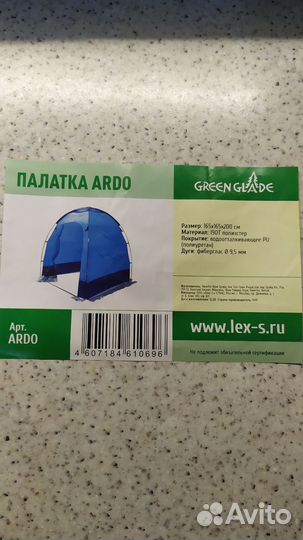 ПАЛАТКА ARDO
GREEN GLADE
Размер: 165х165х200 см
Материал: 190T полиэстер
Покрытие: водоотталкивающее PU
(полиуретан)
Дуги: фиберглас Ø 9,5 мм
Арт.
ARDO
4 607184 610696
www.lex-s.ru
Не подлежит обязательной сертификации
Avito